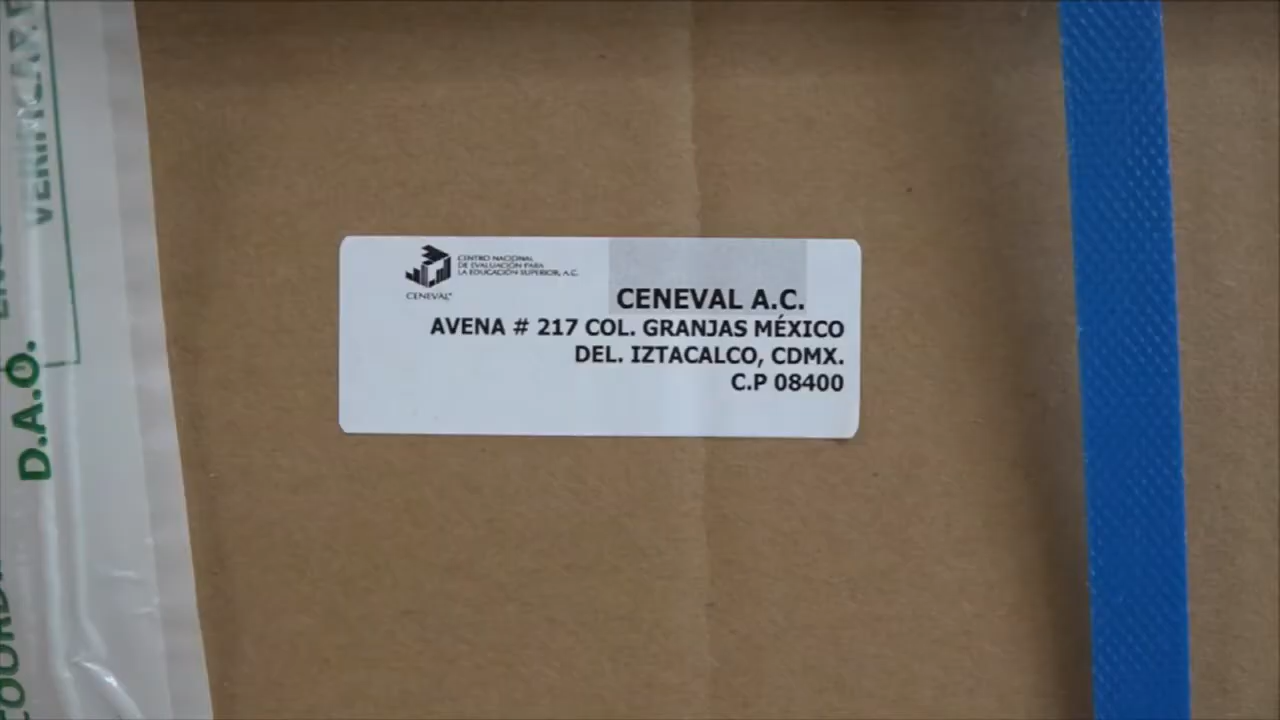 CENTRO NACIONAL
DE EVALUACIÓN PARA
LA EDUCACIÓN SUPERIOR, A.C.
CENEVAL
CENEVAL A.C.
AVENA # 217 COL. GRANJAS MÉXICO
DEL. IZTACALCO, CDMX.
C.P 08400
D.A.O.